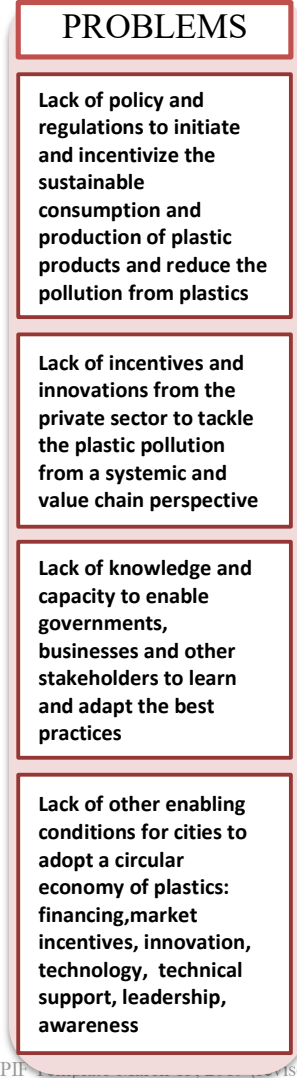 PROBLEMS
Lack of policy and
regulations to initiate
and incentivize the
sustainable
consumption and
production of plastic
products and reduce the
pollution from plastics
Lack of incentives and
innovations from the
private sector to tackle
the plastic pollution
from a systemic and
value chain perspective
Lack of knowledge and
capacity to enable
governments,
businesses and other
stakeholders to learn
and adapt the best
practices
Lack of other enabling
conditions for cities to
adopt a circular
economy of plastics:
financing,market
incentives, innovation,
technology,  technical
support, leadership,
awareness